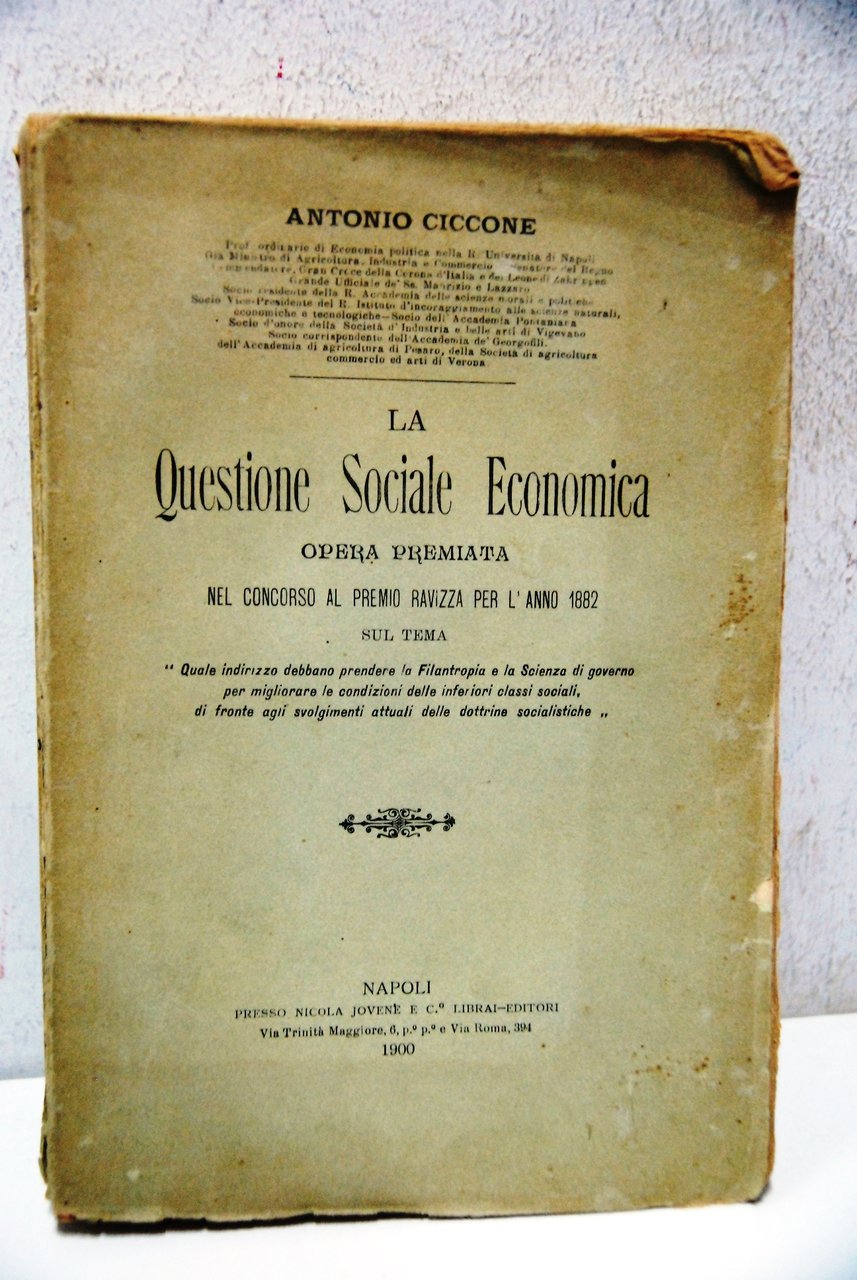 ANTONIO CICCONE
Prof. ordinario di Economia politica nella R. Università di Napoli
Già Ministro di Agricoltura, Industria e Commercio Senatore del Regno
Commendatore, Gran Croce della Corona d'Italia e del Leone di
Grande Ufficiale de' Ss. Maurizio e Lazzaro
Socio residente della R. Accademia delle scienze morali e politiche
Socio Vice-Presidente del R. Istituto d'incoraggiamento alle scienze naturali,
economiche e tecnologiche—Socio dell' Accademia Pontaniana
Socio d'onore della Società d' Industria e belle arti di Vigevano
Socio corrispondente dell'Accademia de' Georgofili.
dell'Accademia di agricoltura di Pesaro, della Società di agricoltura
commercio ed arti di Verona
LA
Questione Sociale Economica
OPERA PREMIATA
NEL CONCORSO AL PREMIO RAVIZZA PER L' ANNO 1882
SUL TEMA
" Quale indirizzo debbano prendere la Filantropia e la Scienza di governo
per migliorare le condizioni delle inferiori classi sociali,
di fronte agli svolgimenti attuali delle dottrine socialistiche „
NAPOLI
PRESSO NICOLA JOVENE E C.º LIBRAI-EDITORI
Via Trinità Maggiore, 6, p.º p.º e Via Roma, 394
1900